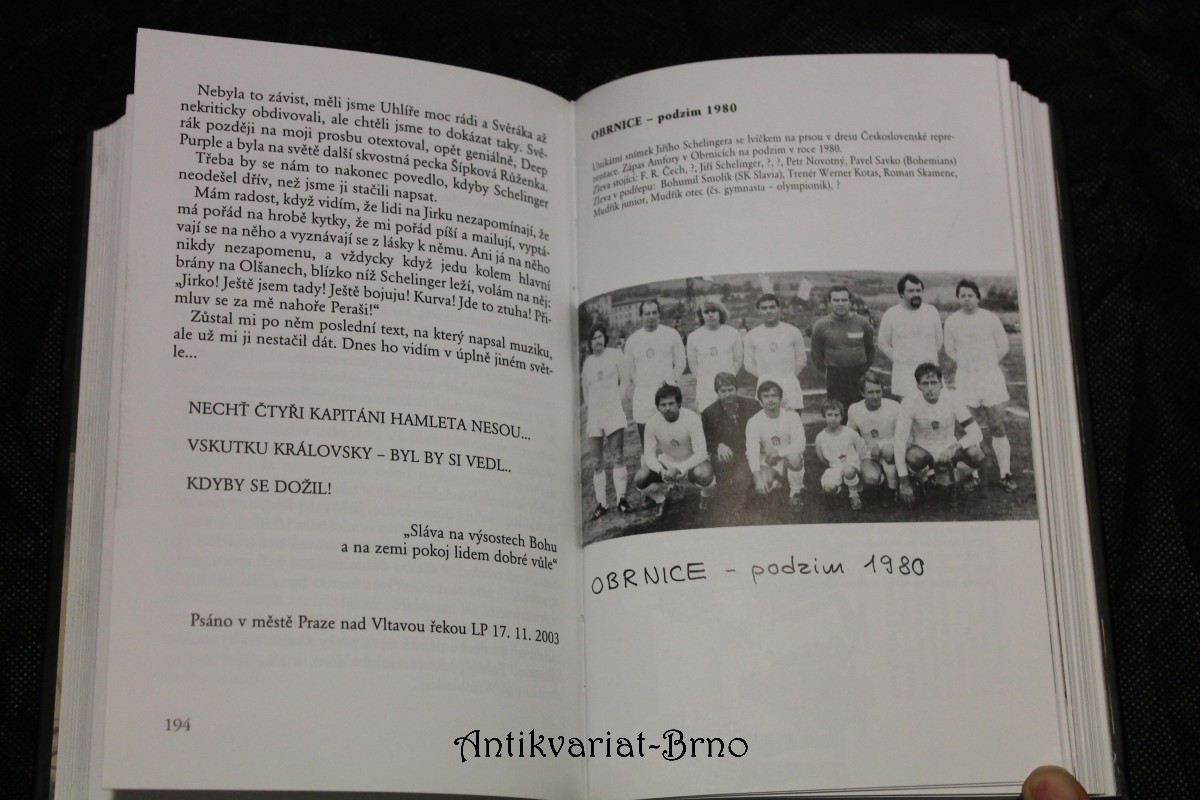 Nebyla to závist, měli jsme Uhlíře moc rádi a Svěráka až
nekriticky obdivovali, ale chtěli jsme to dokázat taky. Svě-
rák později na moji prosbu otextoval, opět geniálně, Deep
Purple a byla na světě další skvostná pecka Šípková Růženka.
Třeba by se nám to nakonec povedlo, kdyby Schelinger
neodešel dřív, než jsme ji stačili napsat.
Mám radost, když vidím, že lidi na Jirku nezapomínají, že
má pořád na hrobě kytky, že mi pořád píší a mailují, vyptá-
vají se na něho a vyznávají se z lásky k němu. Ani já na něho
nikdy nezapomenu, a vždycky když jedu kolem hlavní
brány na Olšanech, blízko níž Schelinger leží, volám na něj:
„Jirko! Ještě jsem tady! Ještě bojuju! Kurva! Jde to ztuha! Při-
mluv se za mě nahoře Peraši!“
Zůstal mi po něm poslední text, na který napsal muziku,
ale už mi ji nestačil dát. Dnes ho vidím v úplně jiném svět-
le...
NECHŤ ČTYŘI KAPITÁNI HAMLETA NESOU...
VSKUTKU KRÁLOVSKY – BYL BY SI VEDL..
KDYBY SE DOŽIL!
„Sláva na výsostech Bohu
a na zemi pokoj lidem dobré vůle“
Psáno v městě Praze nad Vltavou řekou LP 17. 11. 2003
194
OBRNICE – podzim 1980
Unikátní snímek Jiřího Schelingera se lvíčkem na prsou v dresu Československé repre-
zentace. Zápas Amfory v Obrnicích na podzim v roce 1980.
Zleva stojící: F. R. Čech, ?, Jiří Schelinger, ?, ?, Petr Novotný, Pavel Savko (Bohemians)
Zleva v podřepu: Bohumil Smolík (SK Slavia), Trenér Werner Kotas, Roman Skamene,
Mudřík junior, Mudřík otec (čs. gymnasta – olympionik), ?
OBRNICE – podzim 1980
Antikvariat-Brno